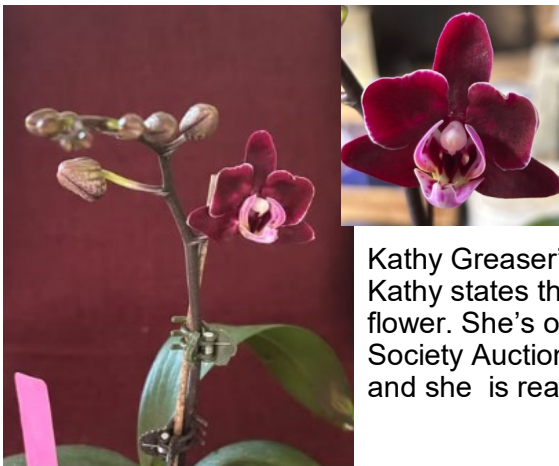 Kathy Greaser'
Kathy states th
flower. She's o
Society Auction
and she is rea